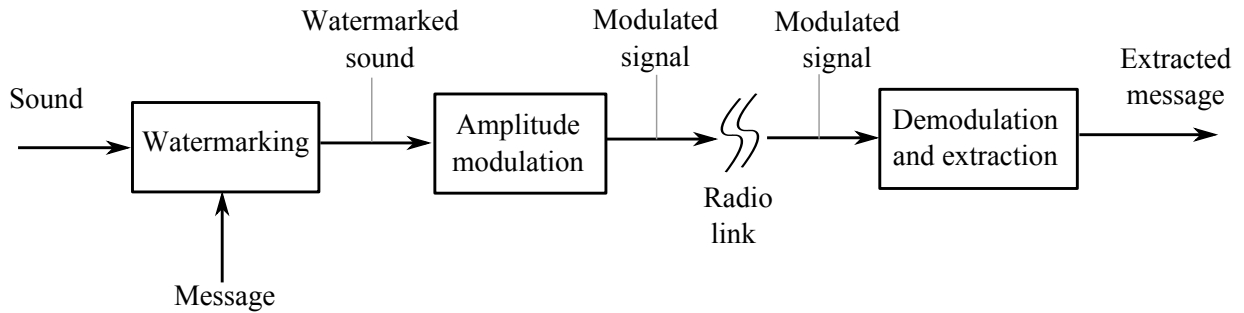 Sound
Watermarking
Message
Watermarked
sound
Amplitude
modulation
Modulated
signal
Radio
link
Modulated
signal
Demodulation
and extraction
Extracted
message